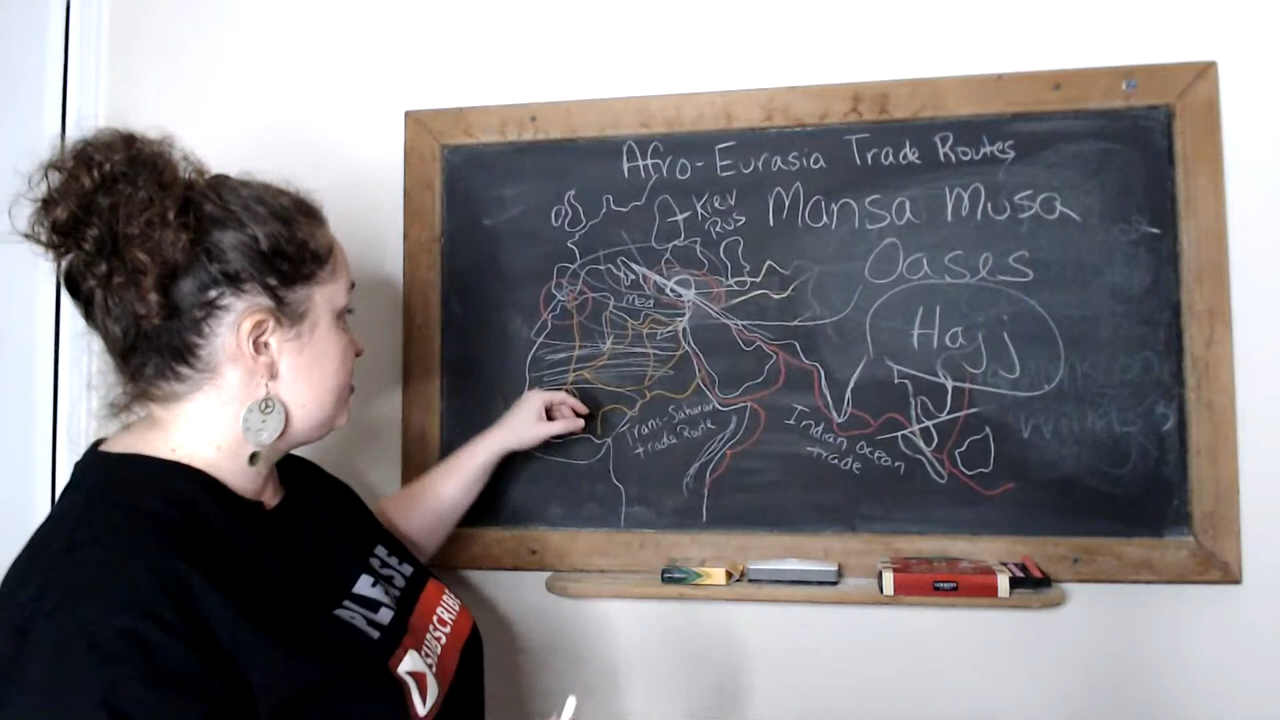 Afro-Eurasia Trade Routes
Mansa Musa
Kiev
Rus
Oases
Med
Hajj
Trans-Saharan
trade Route
Indian Ocean
trade
PLEASE
SUBSCRIBE